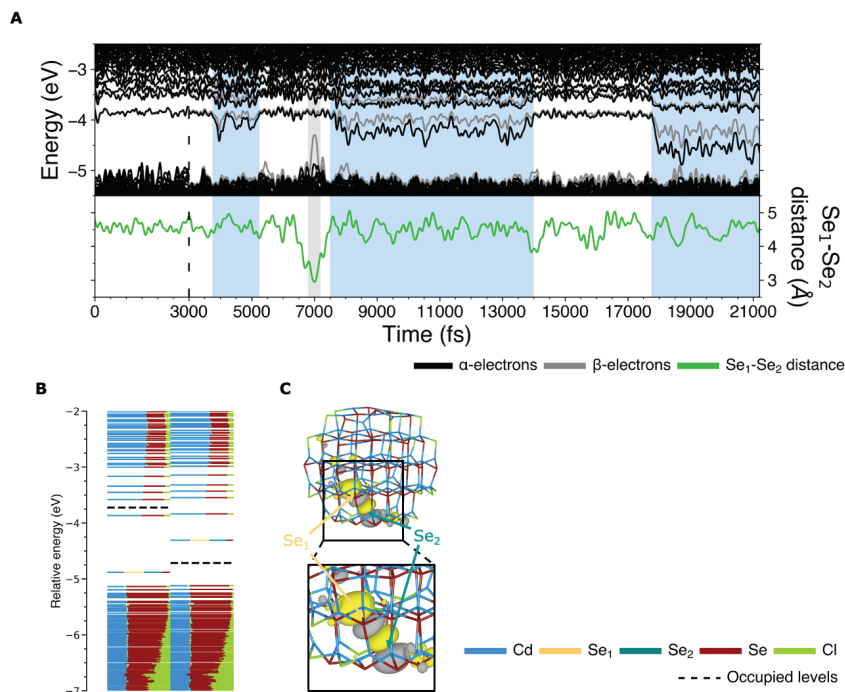 A
Energy (eV)
−3
−4
−5
5
4
3
Se₁-Se₂
distance (Å)
0 3000 5000 7000 9000 11000 13000 15000 17000 19000 21000
Time (fs)
α-electrons β-electrons Se₁-Se₂ distance
B
C
Relative energy (eV)
−2
−3
−4
−5
−6
−7
Se₁
Se₂
Cd Se₁ Se₂ Se Cl
Occupied levels